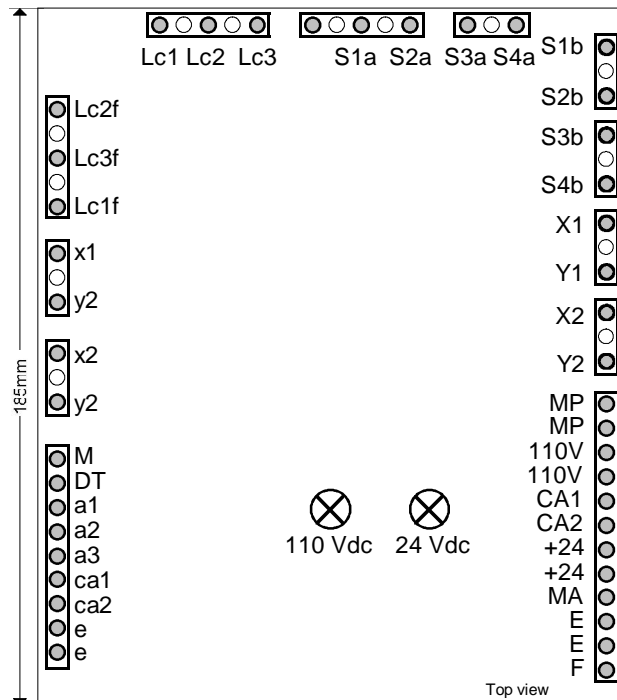 Lc1 Lc2 Lc3
S1a S2a
S3a S4a
S1b
S2b
S3b
S4b
X1
Y1
X2
Y2
MP
MP
110V
110V
CA1
CA2
+24
+24
MA
E
E
F
Lc2f
Lc3f
Lc1f
x1
y2
x2
y2
M
DT
a1
a2
a3
ca1
ca2
e
e
185mm
110 Vdc
24 Vdc
Top view